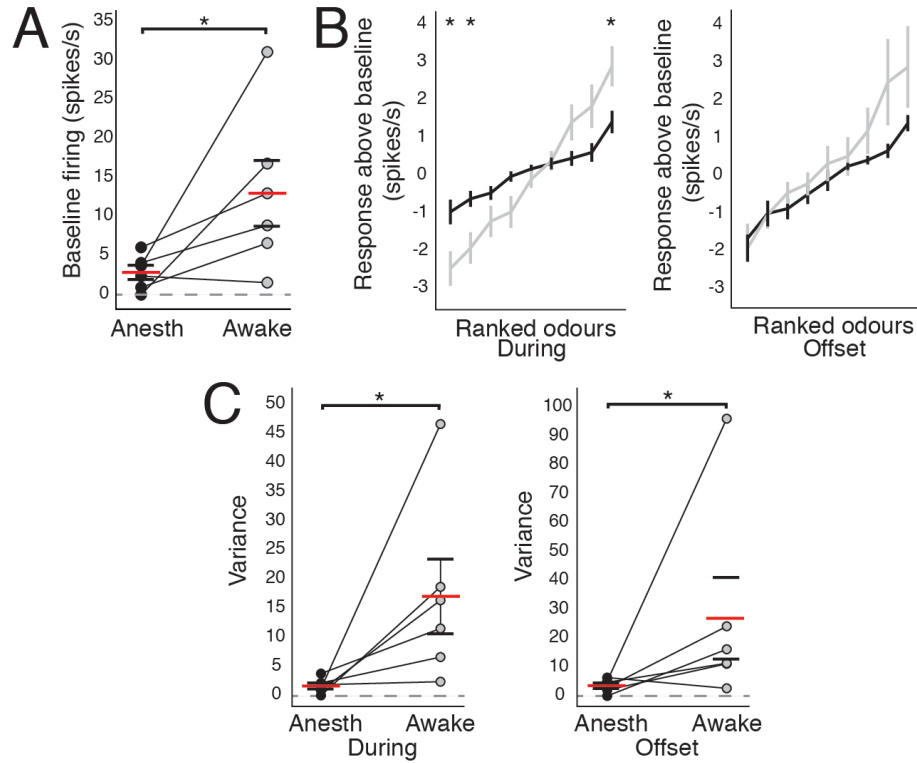 A
Baseline firing (spikes/s)
35
30
25
20
15
10
5
0
*
Anesth Awake
B
Response above baseline
(spikes/s)
4
3
2
1
0
-1
-2
-3
* * *
Ranked odours
During
Response above baseline
(spikes/s)
4
3
2
1
0
-1
-2
-3
Ranked odours
Offset
C
Variance
50
45
40
35
30
25
20
15
10
5
0
*
Anesth Awake
During
Variance
100
90
80
70
60
50
40
30
20
10
0
*
Anesth Awake
Offset